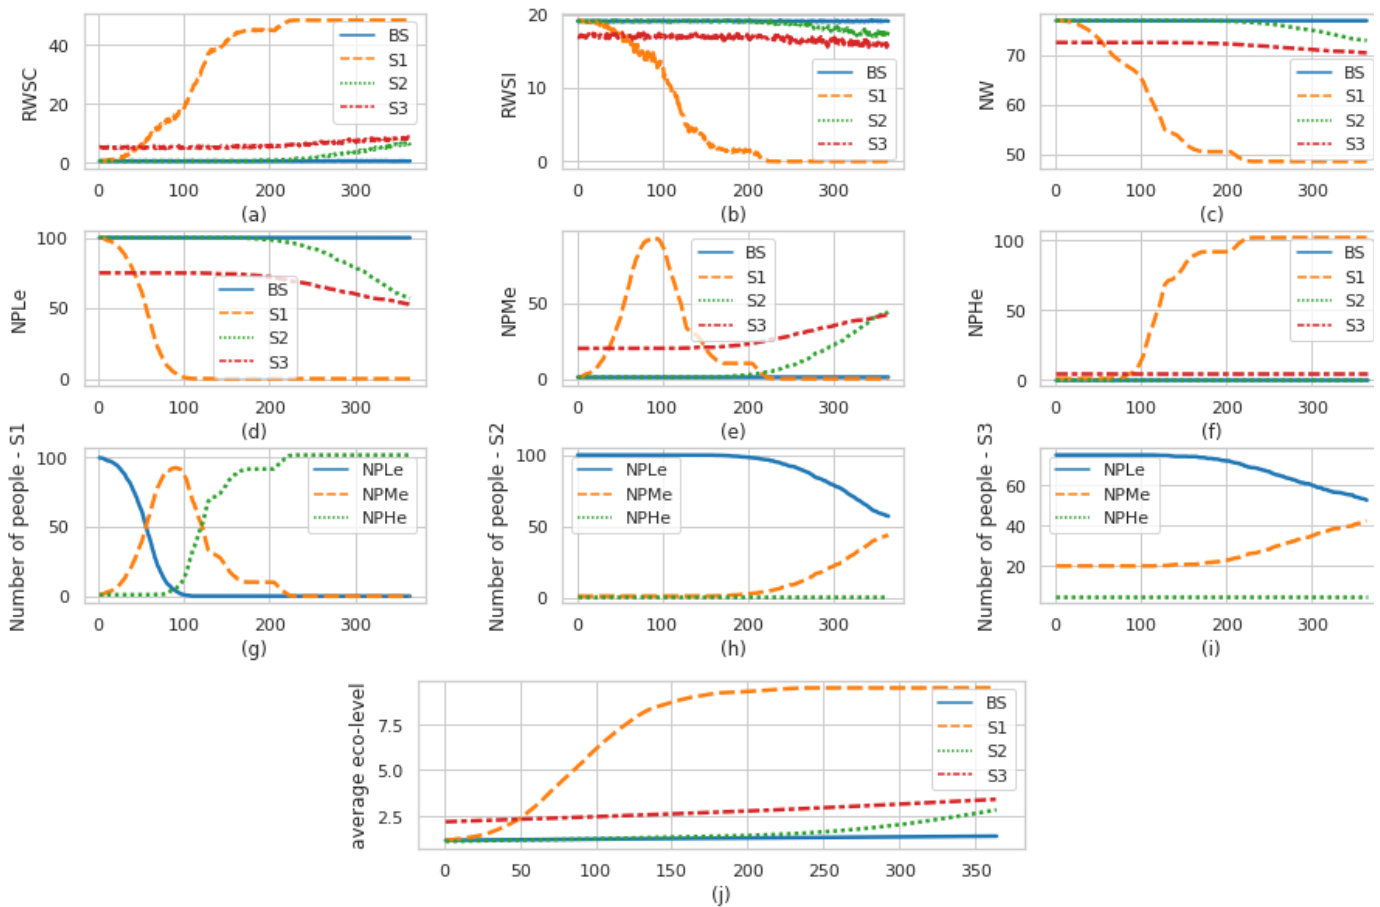 RWSC
40
20
0
BS
S1
S2
S3
0 100 200 300
(a)
RWSI
20
10
0
BS
S1
S2
S3
0 100 200 300
(b)
NW
70
60
50
BS
S1
S2
S3
0 100 200 300
(c)
NPLe
100
50
0
BS
S1
S2
S3
0 100 200 300
(d)
NPMe
50
0
BS
S1
S2
S3
0 100 200 300
(e)
NPHe
100
50
0
BS
S1
S2
S3
0 100 200 300
(f)
Number of people - S1
100
50
0
NPLe
NPMe
NPHe
0 100 200 300
(g)
Number of people - S2
100
50
0
NPLe
NPMe
NPHe
0 100 200 300
(h)
Number of people - S3
60
40
20
NPLe
NPMe
NPHe
0 100 200 300
(i)
average eco-level
7.5
5.0
2.5
BS
S1
S2
S3
0 50 100 150 200 250 300 350
(j)